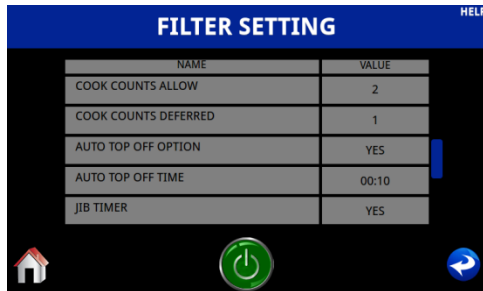 HELP
FILTER SETTING
NAME VALUE
COOK COUNTS ALLOW 2
COOK COUNTS DEFERRED 1
AUTO TOP OFF OPTION YES
AUTO TOP OFF TIME 00:10
JIB TIMER YES